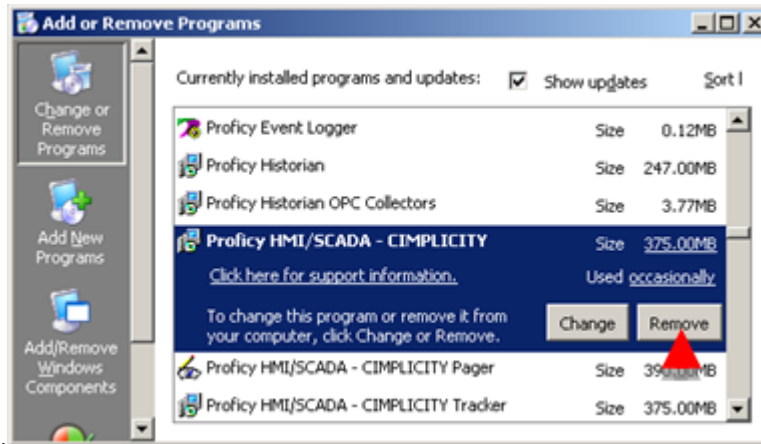 Add or Remove Programs
Change or
Remove
Programs
Add New
Programs
Add/Remove
Windows
Components
Currently installed programs and updates: Show updates Sort
Proficy Event Logger Size 0.12MB
Proficy Historian Size 247.00MB
Proficy Historian OPC Collectors Size 3.77MB
Proficy HMI/SCADA - CIMPLICITY Size 375.00MB
Click here for support information. Used occasionally
To change this program or remove it from
your computer, click Change or Remove.
Change Remove
Proficy HMI/SCADA - CIMPLICITY Pager Size
Proficy HMI/SCADA - CIMPLICITY Tracker Size 375.00MB